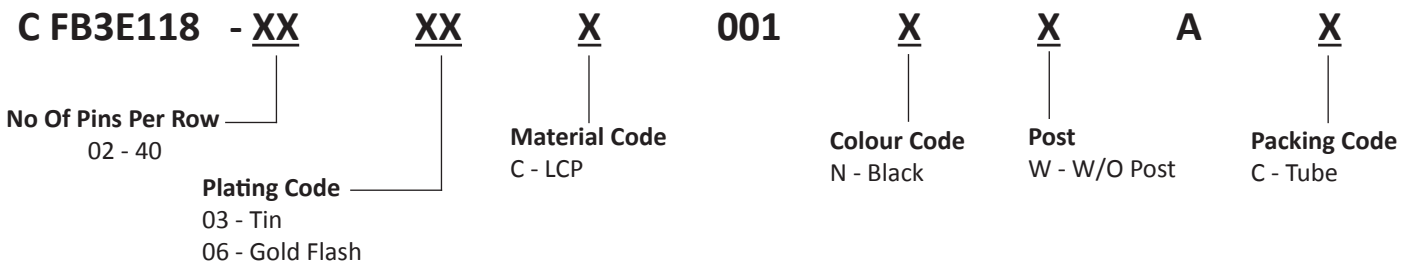 C FB3E118 - XX XX X 001 X X A X
No Of Pins Per Row
02 - 40
Plating Code
03 - Tin
06 - Gold Flash
Material Code
C - LCP
Colour Code
N - Black
Post
W - W/O Post
Packing Code
C - Tube